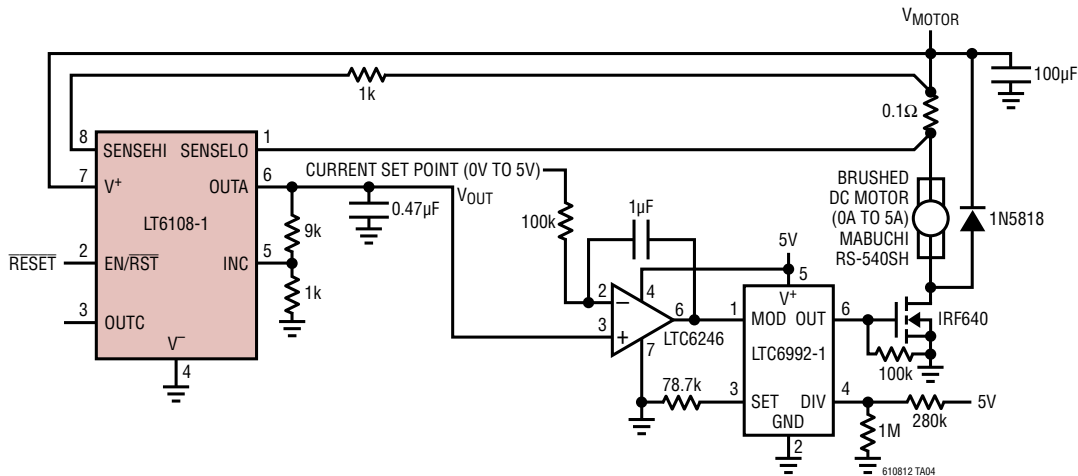 V_MOTOR
100µF
1k
0.1Ω
8
SENSEHI
SENSELO
1
CURRENT SET POINT (0V TO 5V)
7
V+
OUTA
6
V_OUT
0.47µF
LT6108-1
9k
100k
1µF
BRUSHED
DC MOTOR
(0A TO 5A)
MABUCHI
RS-540SH
1N5818
5V
RESET
2
EN/RST
INC
5
1k
3
OUTC
V–
4
2
–
4
3
+
6
7
LTC6246
5
V+
1
MOD
OUT
6
LTC6992-1
IRF640
100k
78.7k
3
SET
DIV
4
GND
2
280k
5V
1M
610812 TA04